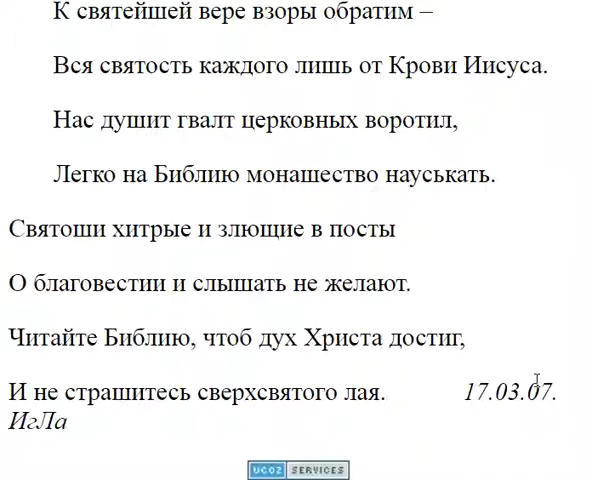 К святейшей вере взоры обратим –
Вся святость каждого лишь от Крови Иисуса.
Нас душит гвалт церковных воротил,
Легко на Библию монашество науськать.
Святоши хитрые и злющие в посты
О благовестии и слышать не желают.
Читайте Библию, чтоб дух Христа достиг,
И не страшитесь сверхсвятого лая. 17.03.07.
ИгЛа
UCOZ SERVICES